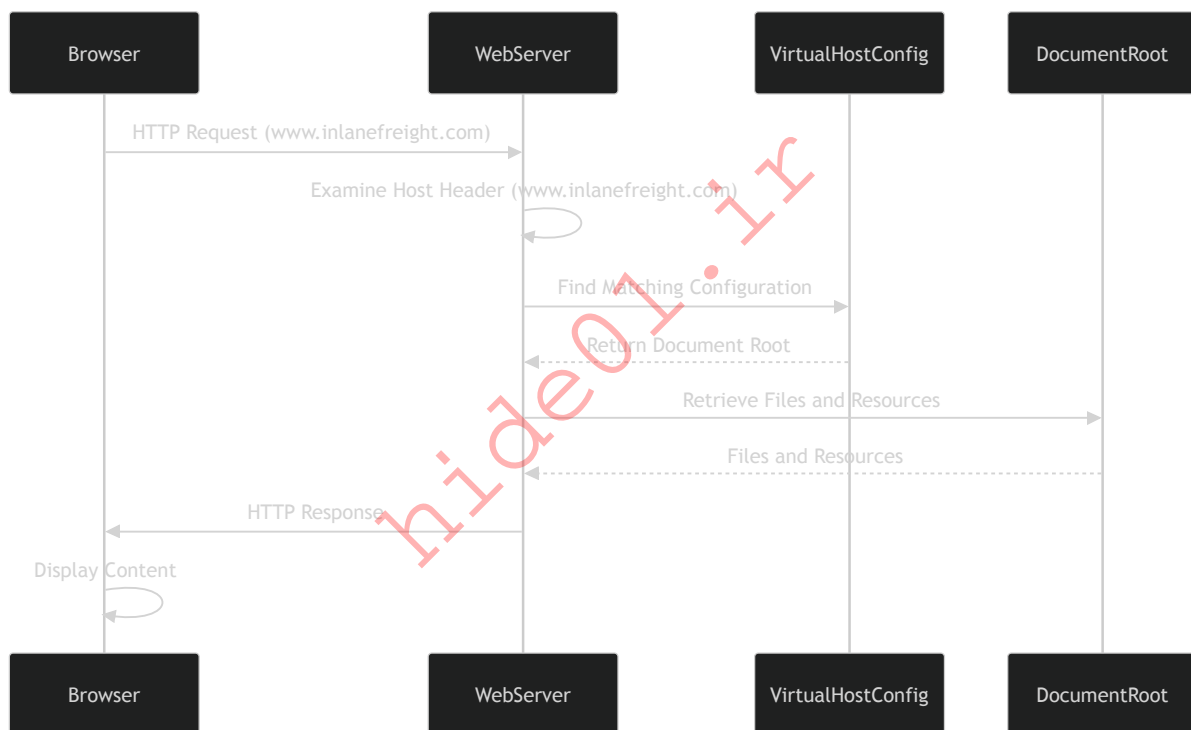 Browser
WebServer
VirtualHostConfig
DocumentRoot
HTTP Request (www.inlanefreight.com)
Examine Host Header (www.inlanefreight.com)
Find Matching Configuration
Return Document Root
Retrieve Files and Resources
Files and Resources
HTTP Response
Display Content
Browser
WebServer
VirtualHostConfig
DocumentRoot
hide01.ir